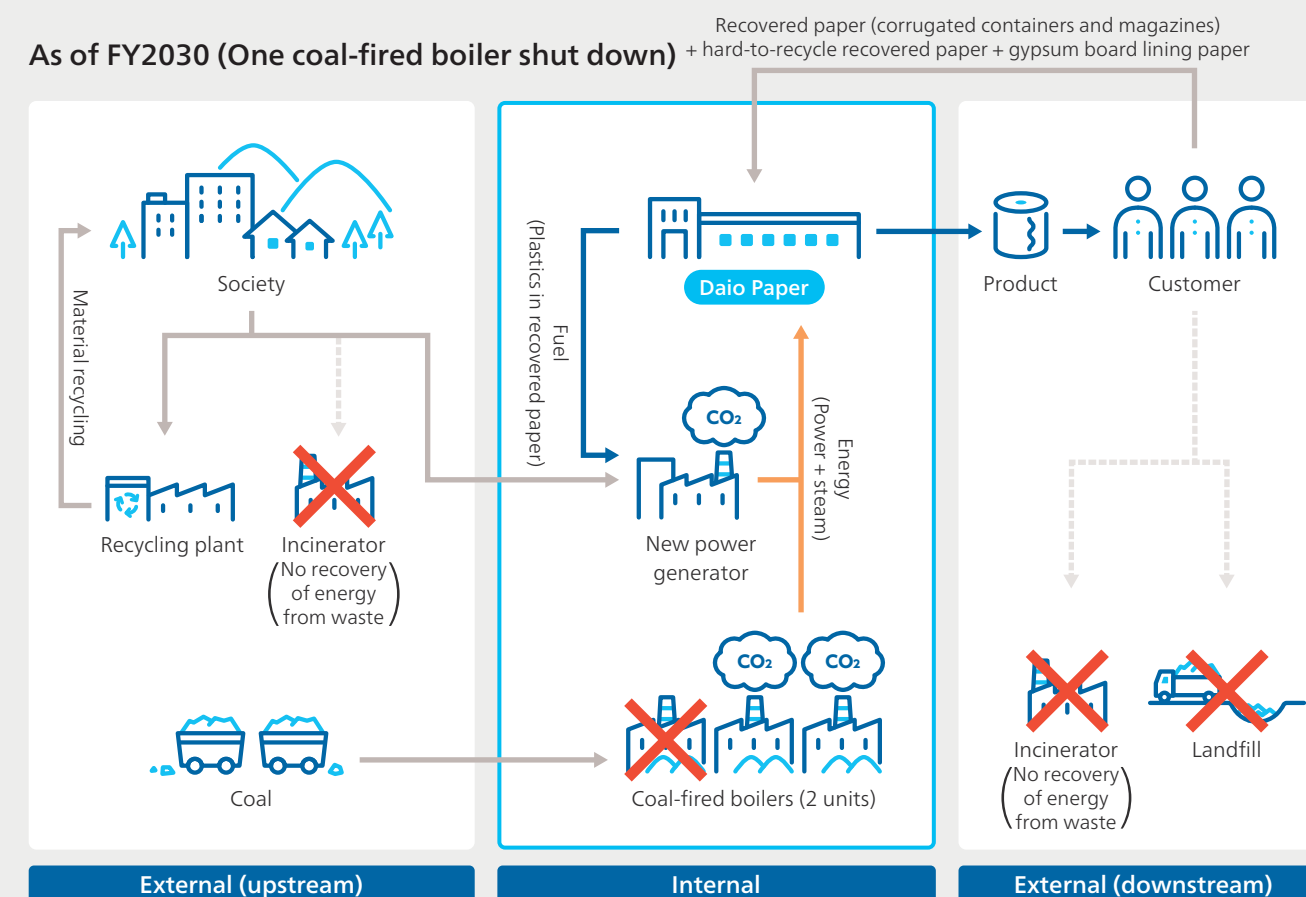 Recovered paper (corrugated containers and magazines)
As of FY2030 (One coal-fired boiler shut down)
+ hard-to-recycle recovered paper + gypsum board lining paper
Society
Material recycling
Recycling plant
Incinerator
(No recovery
of energy
from waste)
Coal
Fuel
(Plastics in recovered paper)
Daio Paper
CO₂
New power
generator
Energy
(Power + steam)
CO₂
CO₂
Coal-fired boilers (2 units)
Product
Customer
Incinerator
(No recovery
of energy
from waste)
Landfill
External (upstream)
Internal
External (downstream)